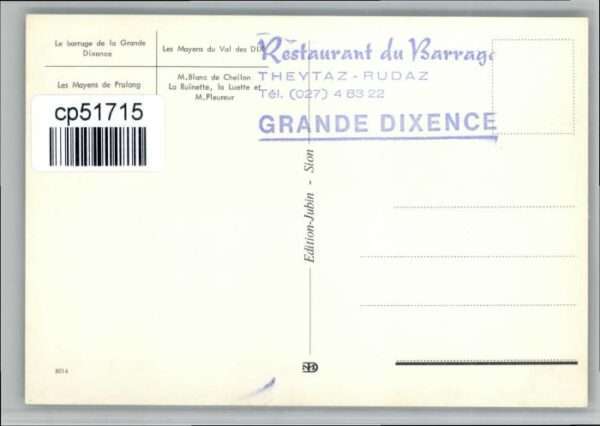 Le barrage de la Grande
Dixence
Les Mayens du Val des Dix
Les Mayens de Pralong
M.Blanc de Cheilon
La Ruinette, la Luette et
M.Pleureur
Restaurant du Barrage
THEYTAZ-RUDAZ
Tél. (027) 4 83 22
GRANDE DIXENCE
cp51715
Edition-Jubin - Sion
8016